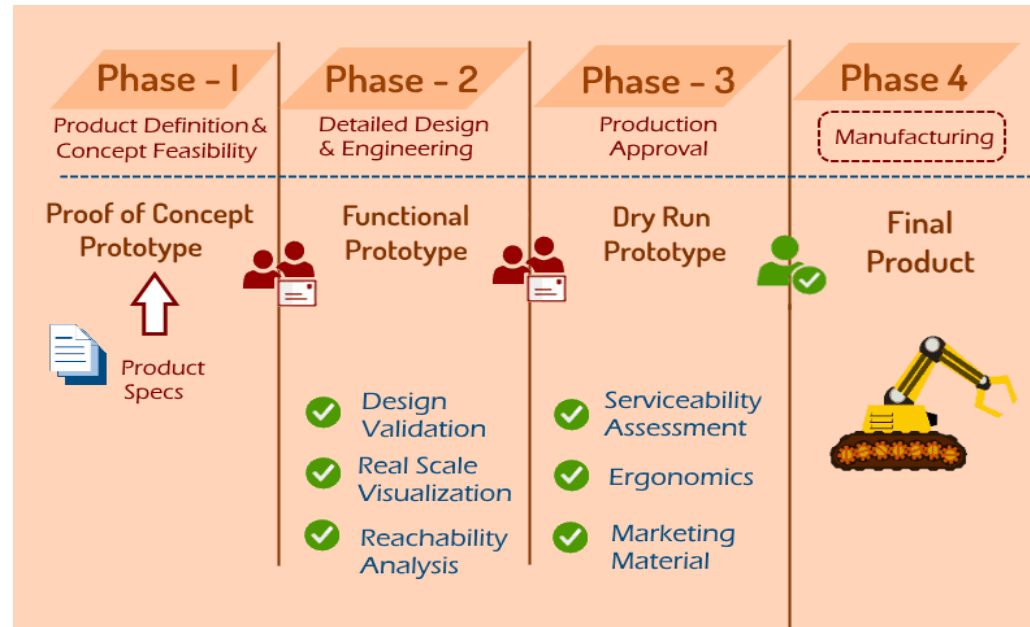 Phase - 1
Product Definition &
Concept Feasibility
Proof of Concept
Prototype
Product
Specs
Phase - 2
Detailed Design
& Engineering
Functional
Prototype
Design
Validation
Real Scale
Visualization
Reachability
Analysis
Phase - 3
Production
Approval
Dry Run
Prototype
Serviceability
Assessment
Ergonomics
Marketing
Material
Phase 4
Manufacturing
Final
Product